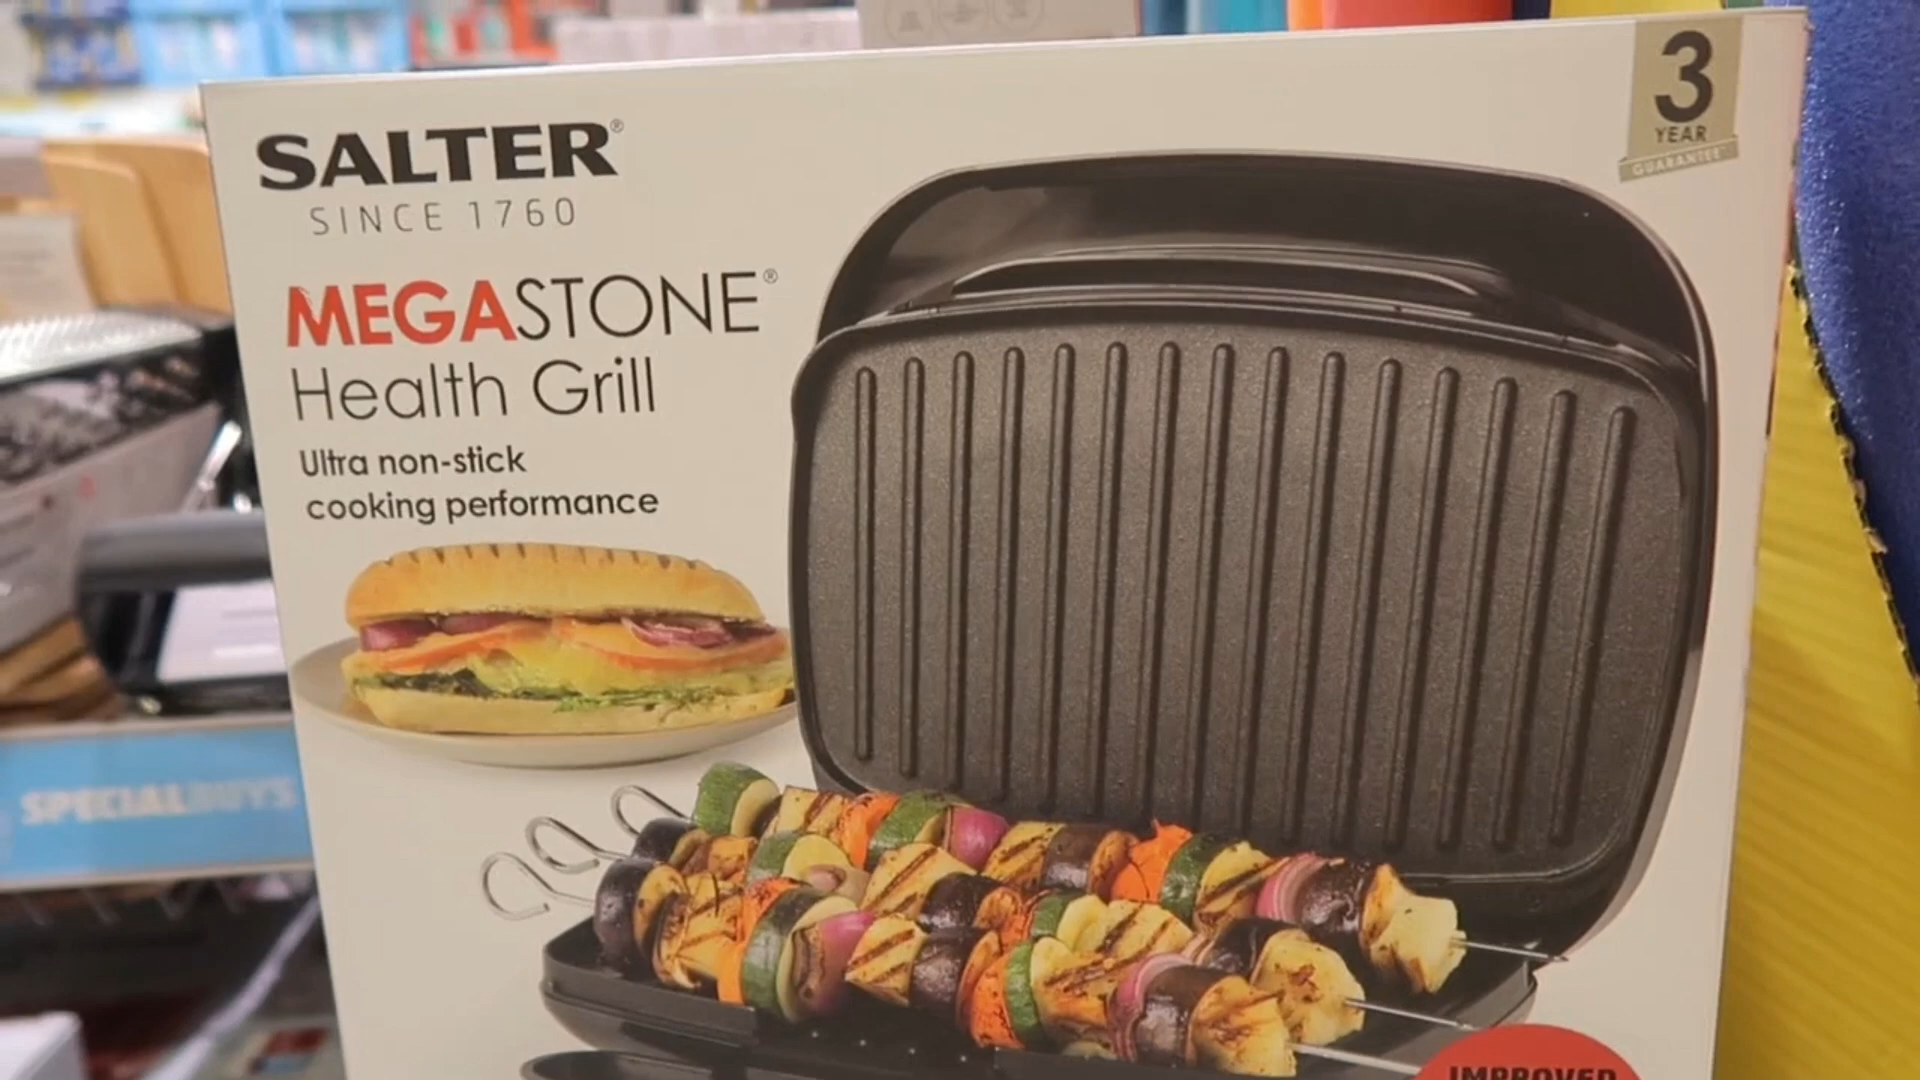 SALTER®
SINCE 1760
MEGASTONE®
Health Grill
Ultra non-stick
cooking performance
3
YEAR
GUARANTEE
SPECIALBUYS
IMPROVED